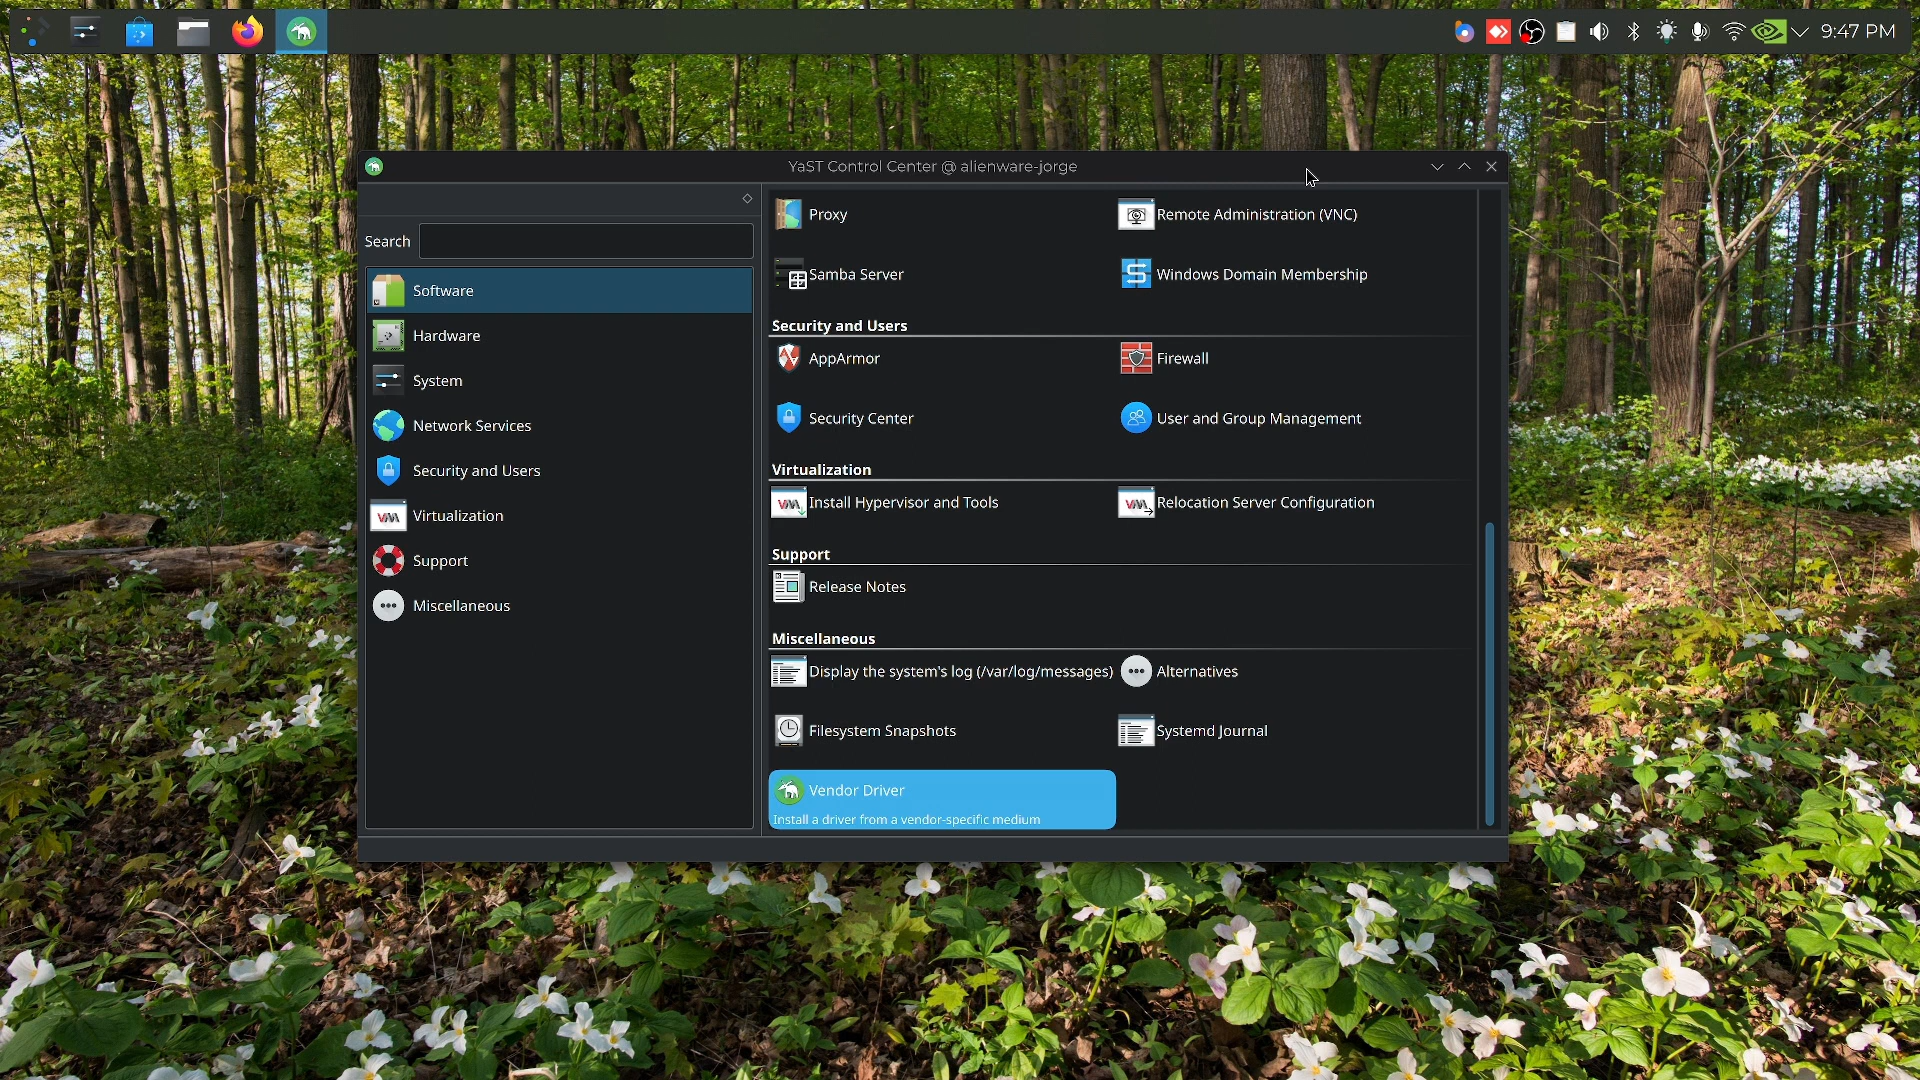 9:47 PM
YaST Control Center @ alienware-jorge
Search
Software
Hardware
System
Network Services
Security and Users
Virtualization
Support
Miscellaneous
Proxy
Remote Administration (VNC)
Samba Server
Windows Domain Membership
Security and Users
AppArmor
Firewall
Security Center
User and Group Management
Virtualization
Install Hypervisor and Tools
Relocation Server Configuration
Support
Release Notes
Miscellaneous
Display the system's log (/var/log/messages)
Alternatives
Filesystem Snapshots
Systemd Journal
Vendor Driver
Install a driver from a vendor-specific medium